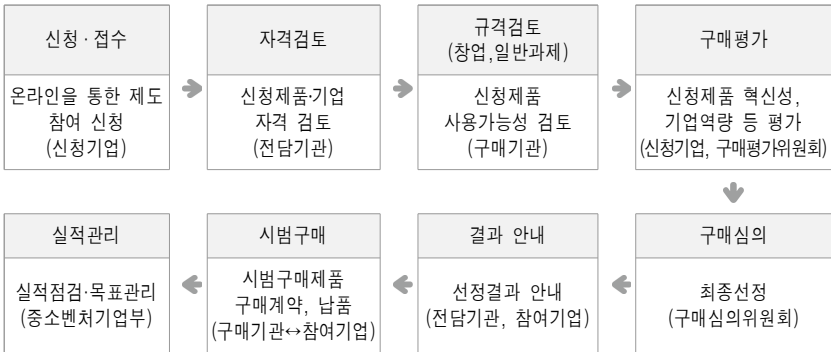 신청·접수
온라인을 통한 제도
참여 신청
(신청기업)
자격검토
신청제품·기업
자격 검토
(전담기관)
규격검토
(창업,일반과제)
신청제품
사용가능성 검토
(구매기관)
구매평가
신청제품 혁신성,
기업역량 등 평가
(신청기업, 구매평가위원회)
구매심의
최종선정
(구매심의위원회)
결과 안내
선정결과 안내
(전담기관, 참여기업)
시범구매
시범구매제품
구매계약, 납품
(구매기관↔참여기업)
실적관리
실적점검·목표관리
(중소벤처기업부)